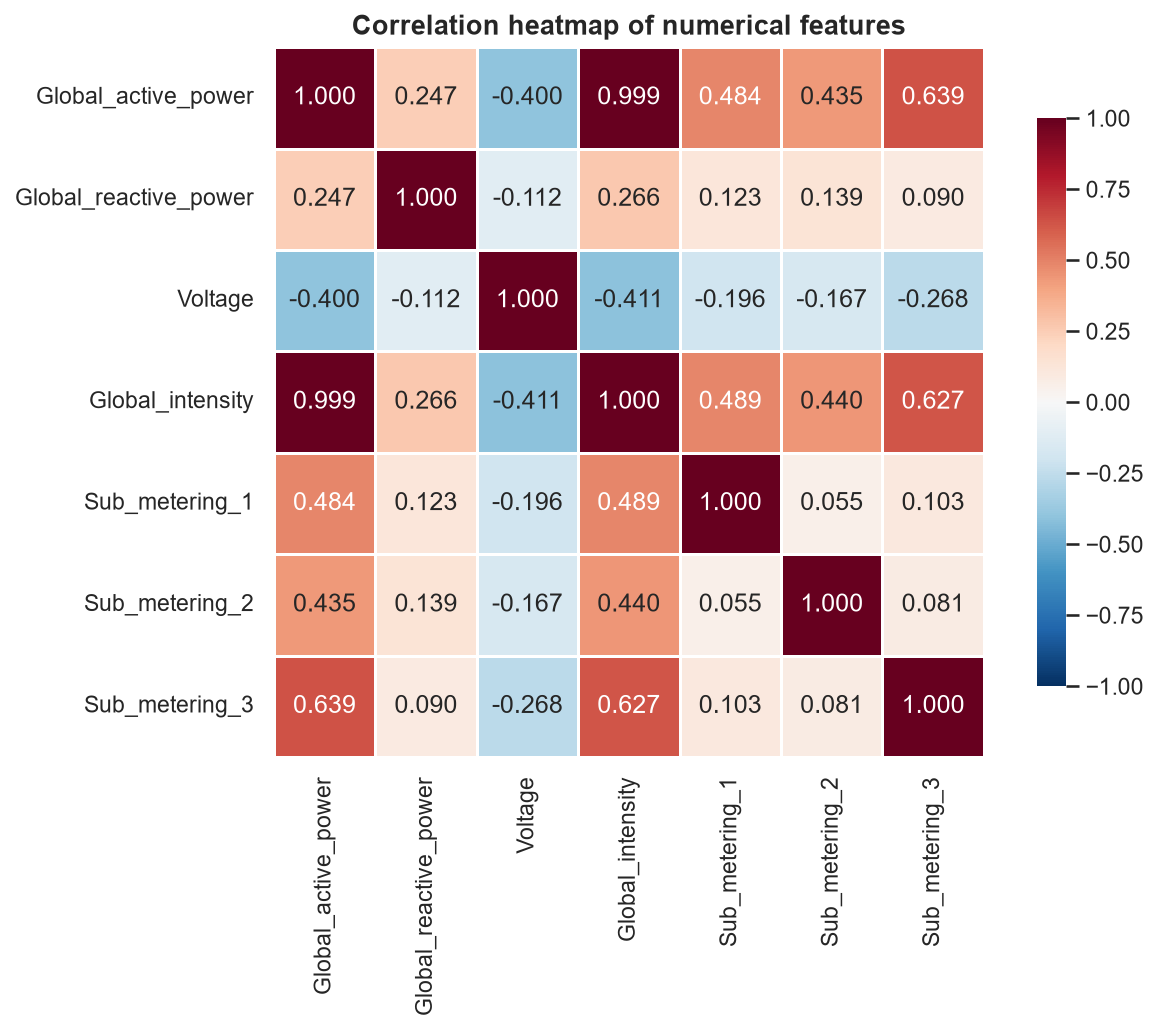 Correlation heatmap of numerical features
Global_active_power 1.000 0.247 -0.400 0.999 0.484 0.435 0.639
Global_reactive_power 0.247 1.000 -0.112 0.266 0.123 0.139 0.090
Voltage -0.400 -0.112 1.000 -0.411 -0.196 -0.167 -0.268
Global_intensity 0.999 0.266 -0.411 1.000 0.489 0.440 0.627
Sub_metering_1 0.484 0.123 -0.196 0.489 1.000 0.055 0.103
Sub_metering_2 0.435 0.139 -0.167 0.440 0.055 1.000 0.081
Sub_metering_3 0.639 0.090 -0.268 0.627 0.103 0.081 1.000
Global_active_power
Global_reactive_power
Voltage
Global_intensity
Sub_metering_1
Sub_metering_2
Sub_metering_3
1.00
0.75
0.50
0.25
0.00
−0.25
−0.50
−0.75
−1.00